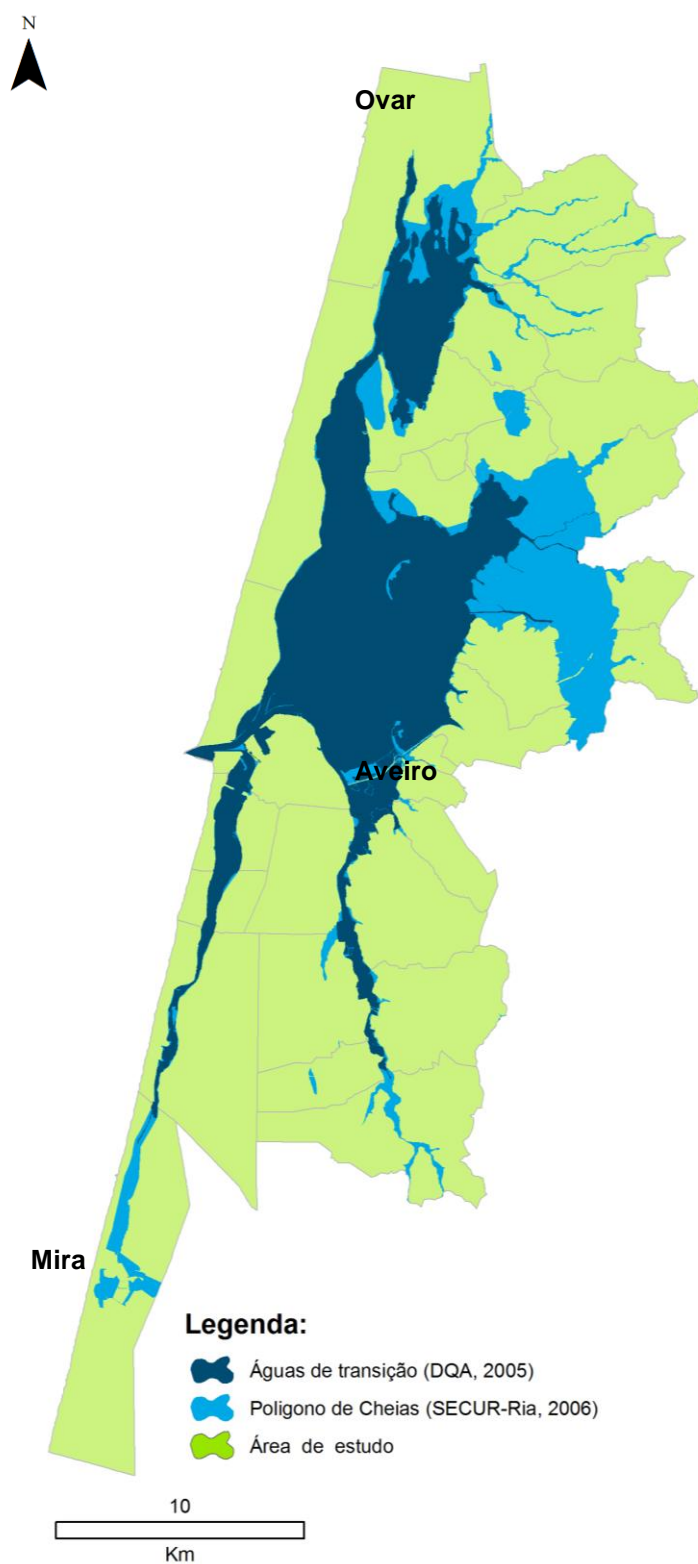 N
Ovar
Aveiro
Mira
Legenda:
Águas de transição (DQA, 2005)
Poligono de Cheias (SECUR-Ria, 2006)
Área de estudo
10
Km